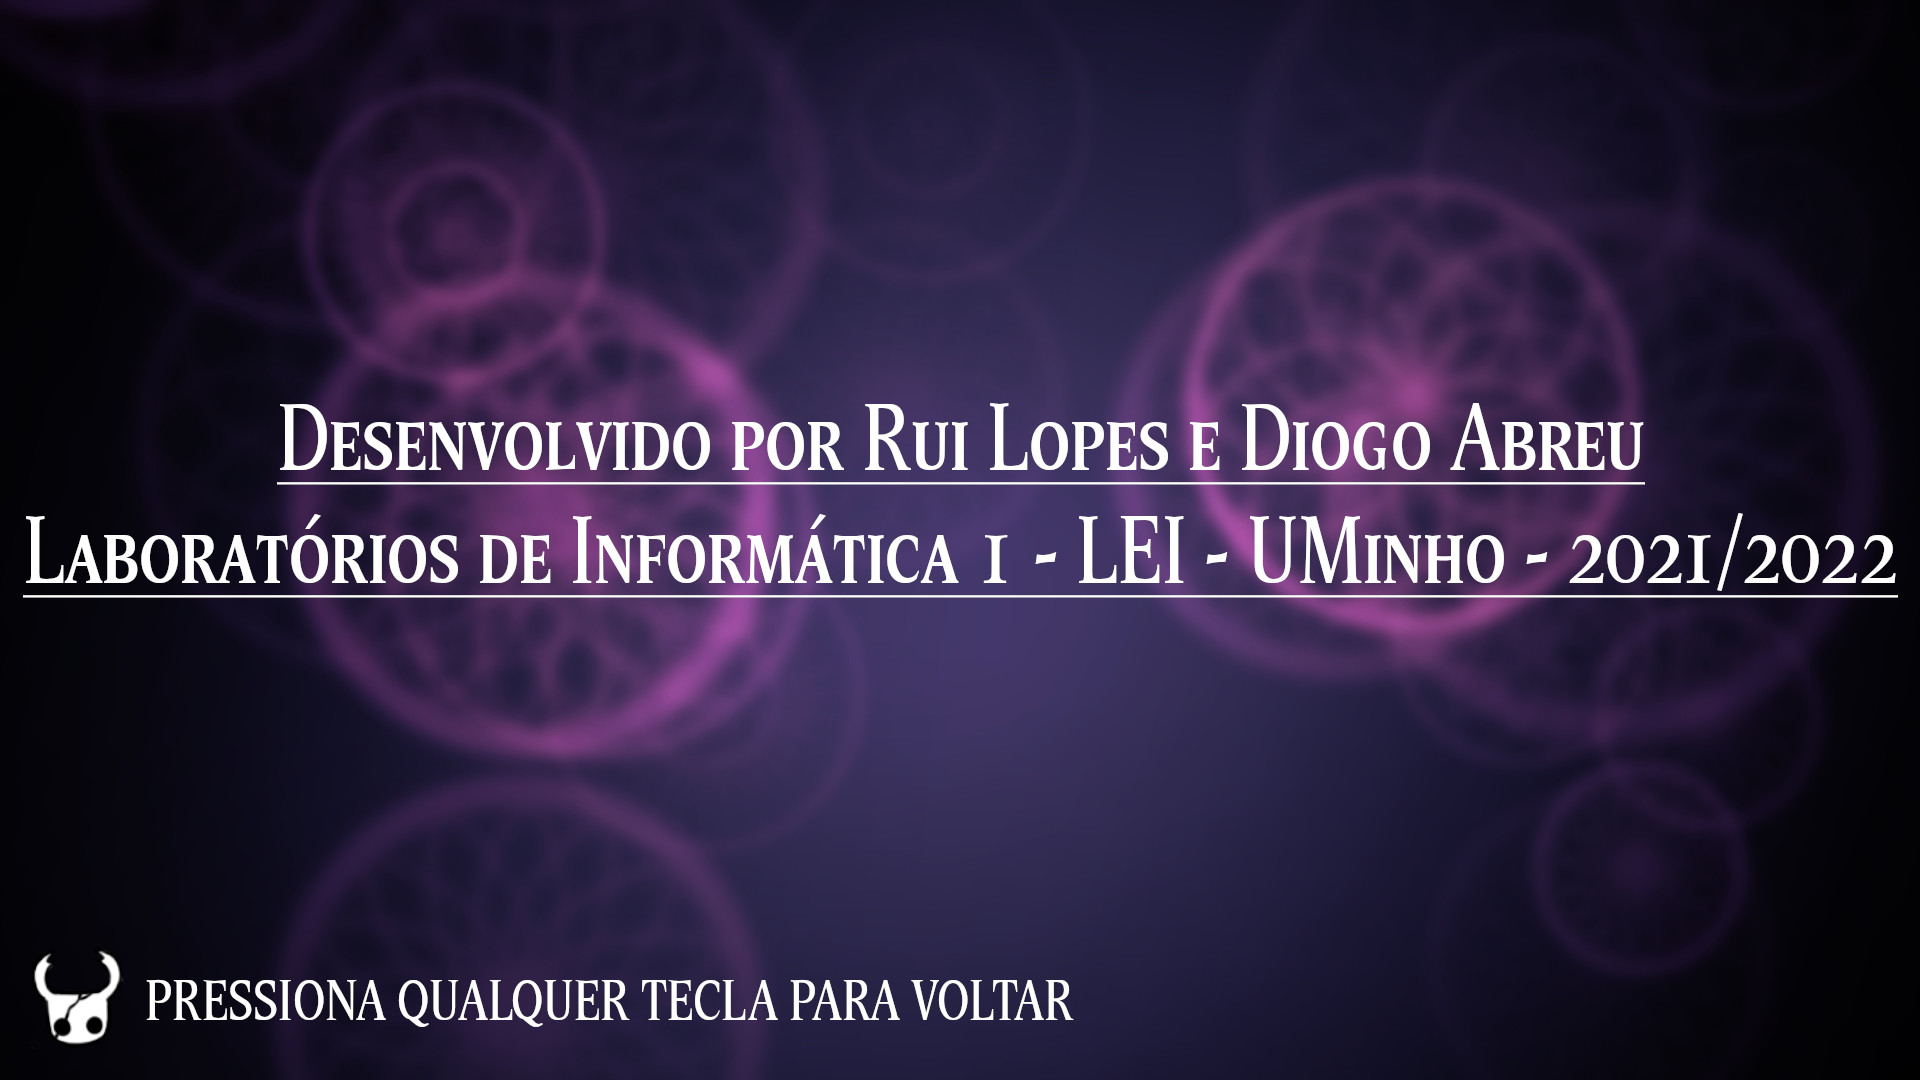 Desenvolvido por Rui Lopes e Diogo Abreu
Laboratórios de Informática 1 - LEI - UMinho - 2021/2022
PRESSIONA QUALQUER TECLA PARA VOLTAR